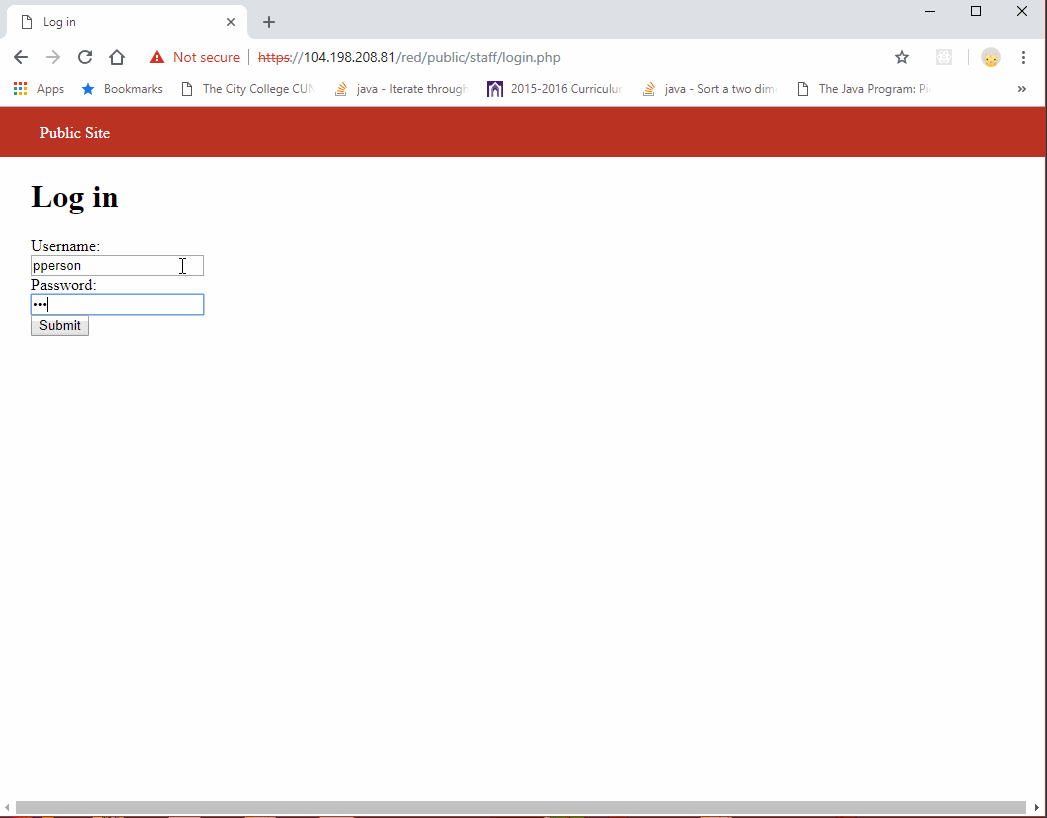 Log in
Not secure https://104.198.208.81/red/public/staff/login.php
Apps Bookmarks The City College CUN java - Iterate through 2015-2016 Curriculur java - Sort a two dim The Java Program: Pi »
Public Site
Log in
Username:
pperson
Password:
•••
Submit